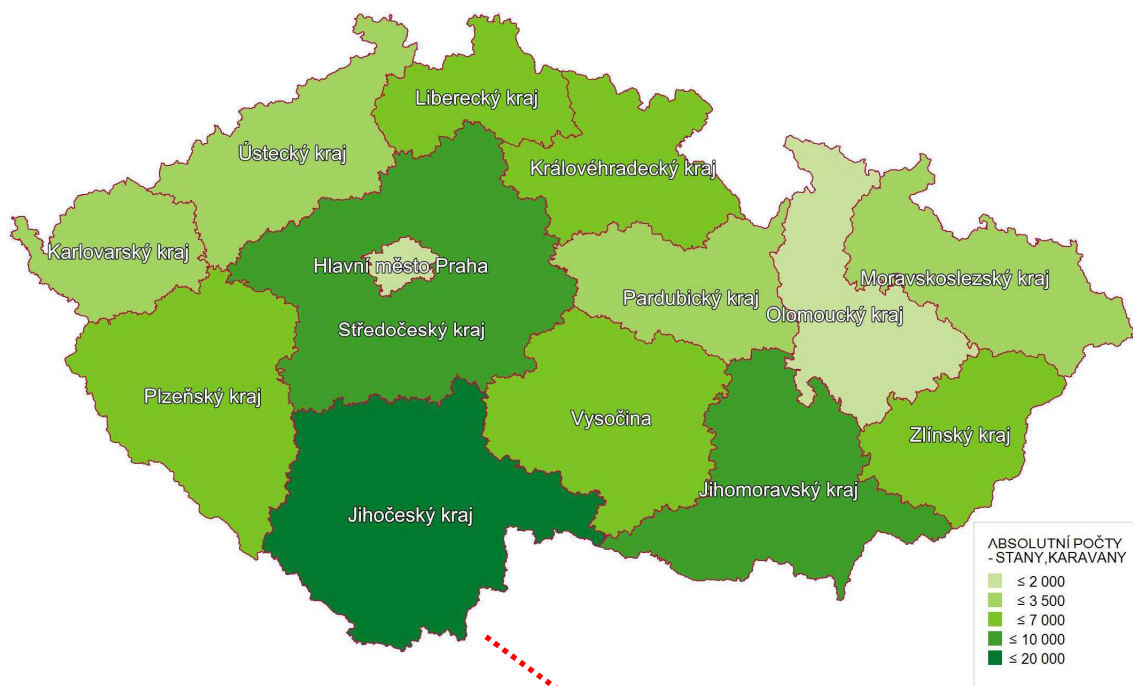 Liberecký kraj
Ústecký kraj
Královéhradecký kraj
Karlovarský kraj
Hlavní město Praha
Moravskoslezský kraj
Pardubický kraj
Olomoucký kraj
Středočeský kraj
Plzeňský kraj
Vysočina
Zlínský kraj
Jihomoravský kraj
Jihočeský kraj
ABSOLUTNÍ POČTY
- STANY,KARAVANY
≤ 2 000
≤ 3 500
≤ 7 000
≤ 10 000
≤ 20 000